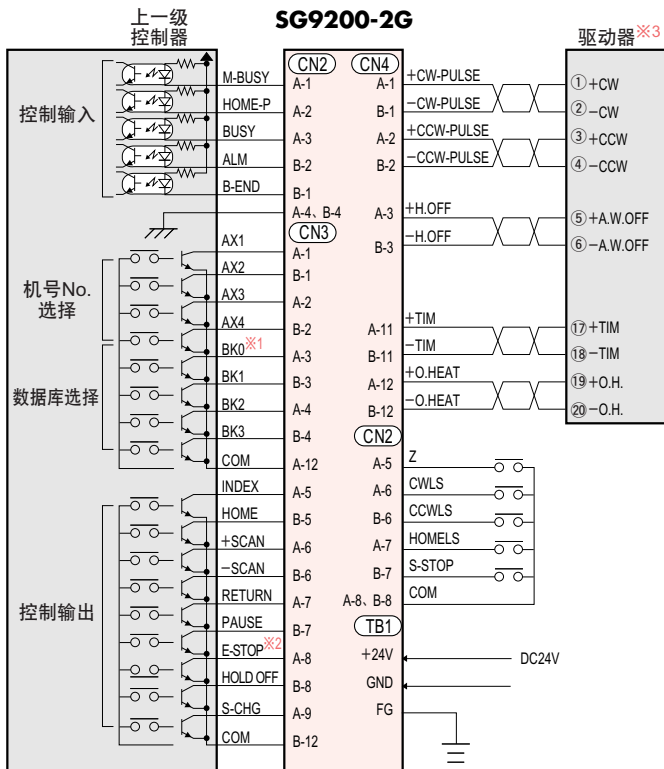 上一级
控制器
SG9200-2G
驱动器※3
控制输入
M-BUSY
HOME-P
BUSY
ALM
B-END
CN2
A-1
A-2
A-3
B-2
B-1
A-4、B-4
CN4
A-1
B-1
A-2
B-2
A-3
B-3
A-11
B-11
A-12
B-12
+CW-PULSE
−CW-PULSE
+CCW-PULSE
−CCW-PULSE
+H.OFF
−H.OFF
+TIM
−TIM
+O.HEAT
−O.HEAT
①+CW
②−CW
③+CCW
④−CCW
⑤+A.W.OFF
⑥−A.W.OFF
⑰+TIM
⑱−TIM
⑲+O.H.
⑳−O.H.
机号No.
选择
数据库选择
AX1
AX2
AX3
AX4
BK0※1
BK1
BK2
BK3
COM
CN3
A-1
B-1
A-2
B-2
A-3
B-3
A-4
B-4
A-12
控制输出
INDEX
HOME
+SCAN
−SCAN
RETURN
PAUSE
E-STOP※2
HOLD OFF
S-CHG
COM
A-5
B-5
A-6
B-6
A-7
B-7
A-8
B-8
A-9
B-12
CN2
A-5
A-6
B-6
A-7
B-7
A-8、B-8
Z
CWLS
CCWLS
HOMELS
S-STOP
COM
TB1
+24V
GND
FG
DC24V